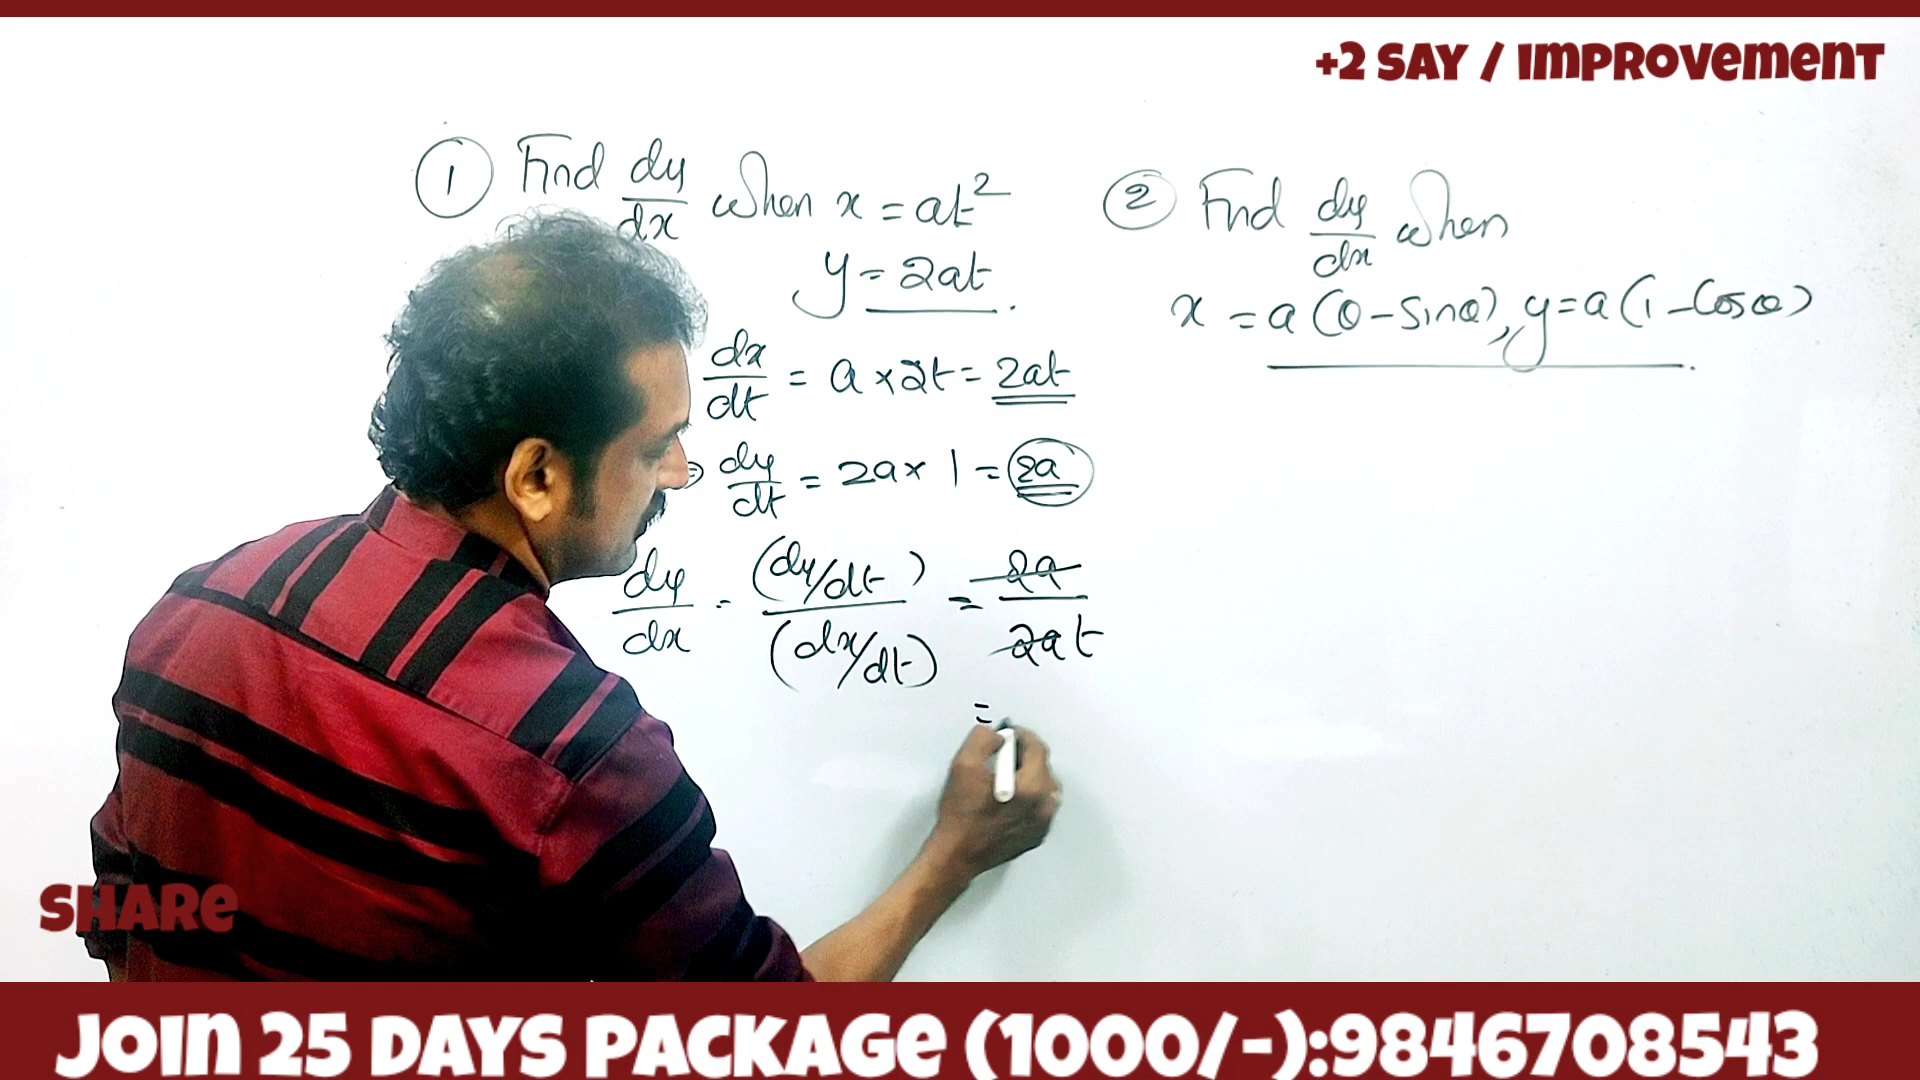 +2 SAY / IMPROVEMENT
① Find dy/dx when x = at²
y = 2at.
dx/dt = a × 2t = 2at
dy/dt = 2a × 1 = 2a
dy/dx = (dy/dt)/(dx/dt) = 2a/2at
=
② Find dy/dx when
x = a(θ - sinθ), y = a(1 - cosθ).
SHARE
JOIN 25 DAYS PACKAGE (1000/-):9846708543